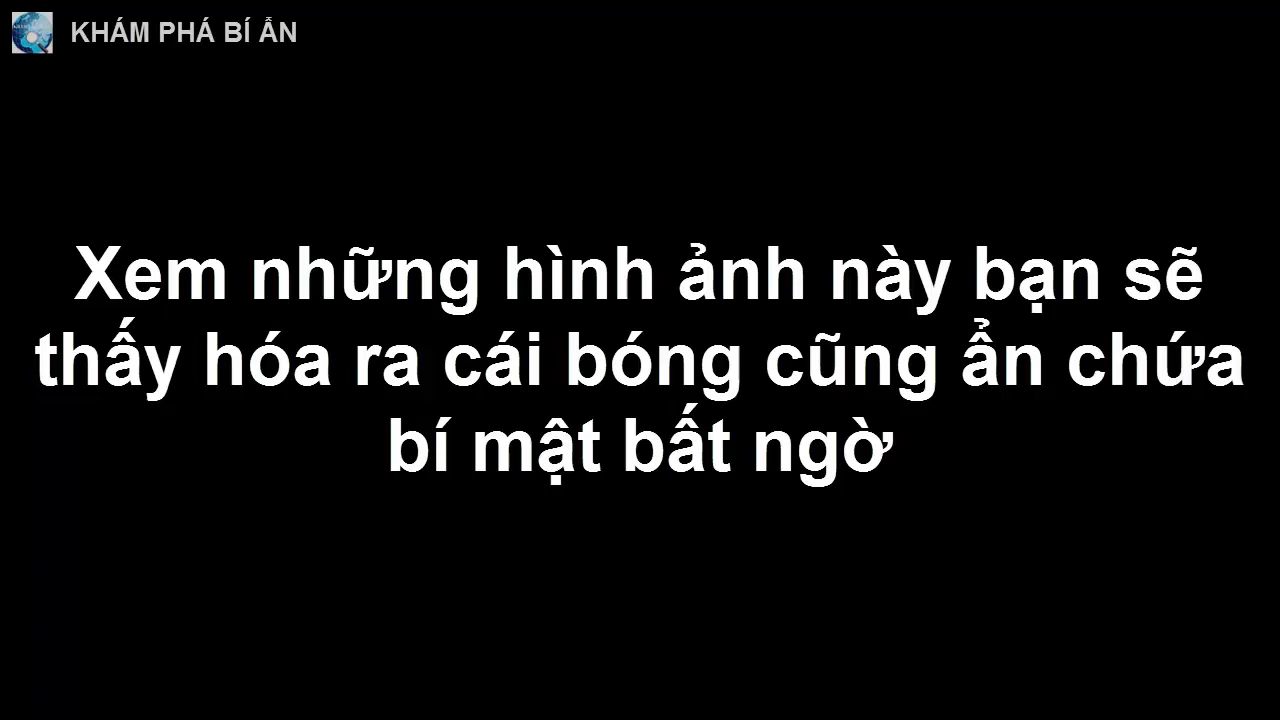 KHÁM PHÁ BÍ ẨN
Xem những hình ảnh này bạn sẽ
thấy hóa ra cái bóng cũng ẩn chứa
bí mật bất ngờ